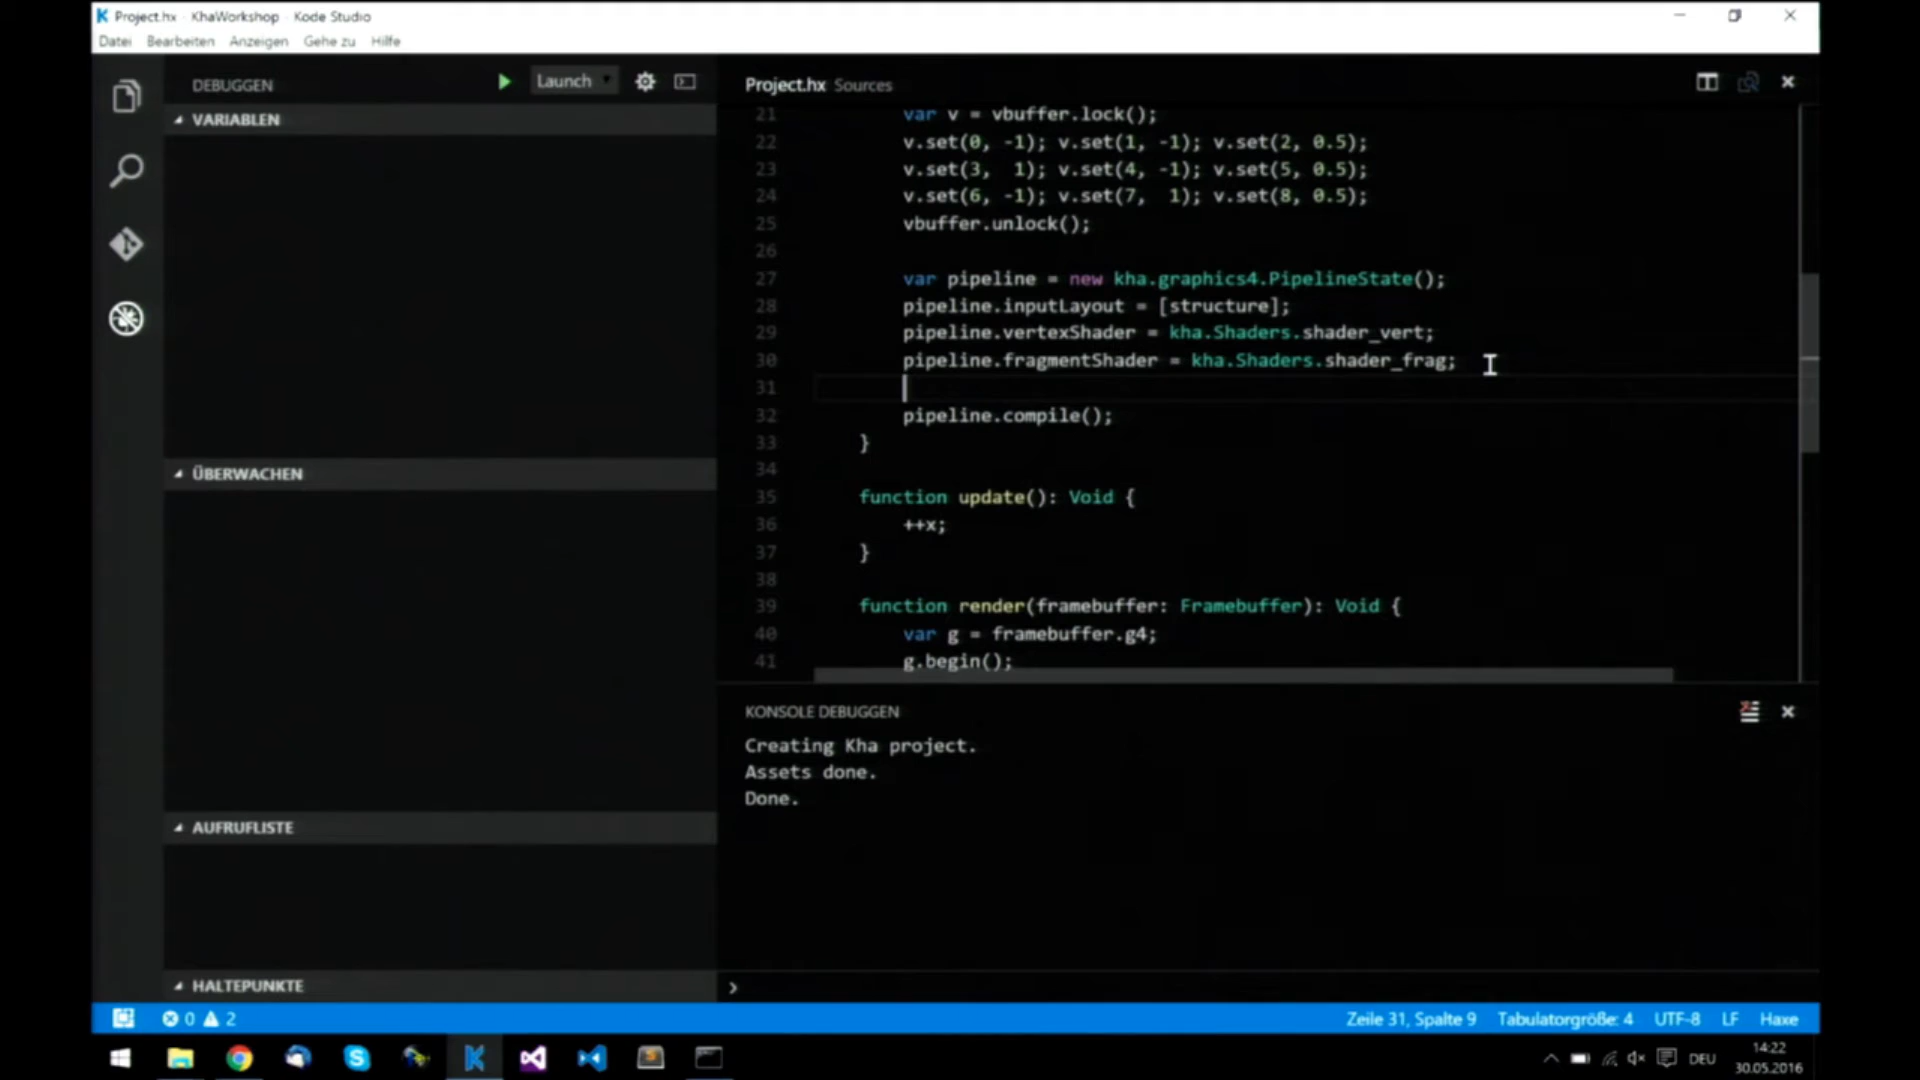 Project.hx - KhaWorkshop - Kode Studio
Datei Bearbeiten Anzeigen Gehe zu Hilfe
DEBUGGEN
Launch
VARIABLEN
ÜBERWACHEN
AUFRUFLISTE
HALTEPUNKTE
Project.hx Sources
21 var v = vbuffer.lock();
22 v.set(0, -1); v.set(1, -1); v.set(2, 0.5);
23 v.set(3,  1); v.set(4, -1); v.set(5, 0.5);
24 v.set(6, -1); v.set(7,  1); v.set(8, 0.5);
25 vbuffer.unlock();
26
27 var pipeline = new kha.graphics4.PipelineState();
28 pipeline.inputLayout = [structure];
29 pipeline.vertexShader = kha.Shaders.shader_vert;
30 pipeline.fragmentShader = kha.Shaders.shader_frag;
31
32 pipeline.compile();
33 }
34
35 function update(): Void {
36 ++x;
37 }
38
39 function render(framebuffer: Framebuffer): Void {
40 var g = framebuffer.g4;
41 g.begin();
KONSOLE DEBUGGEN
Creating Kha project.
Assets done.
Done.
0 2
Zeile 31, Spalte 9 Tabulatorgröße: 4 UTF-8 LF Haxe
DEU
14:22
30.05.2016